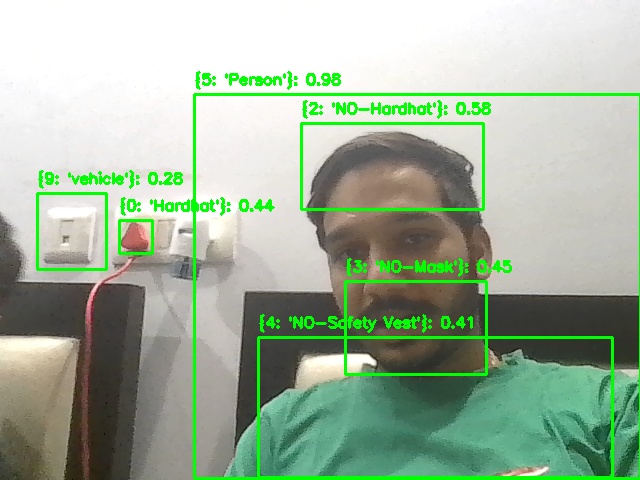 {5: 'Person'}: 0.98
{2: 'NO-Hardhat'}: 0.58
{9: 'vehicle'}: 0.28
{0: 'Hardhat'}: 0.44
{3: 'NO-Mask'}: 0.45
{4: 'NO-Safety Vest'}: 0.41